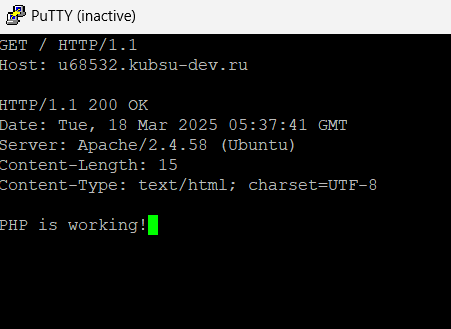 PuTTY (inactive)
GET / HTTP/1.1
Host: u68532.kubsu-dev.ru
HTTP/1.1 200 OK
Date: Tue, 18 Mar 2025 05:37:41 GMT
Server: Apache/2.4.58 (Ubuntu)
Content-Length: 15
Content-Type: text/html; charset=UTF-8
PHP is working!